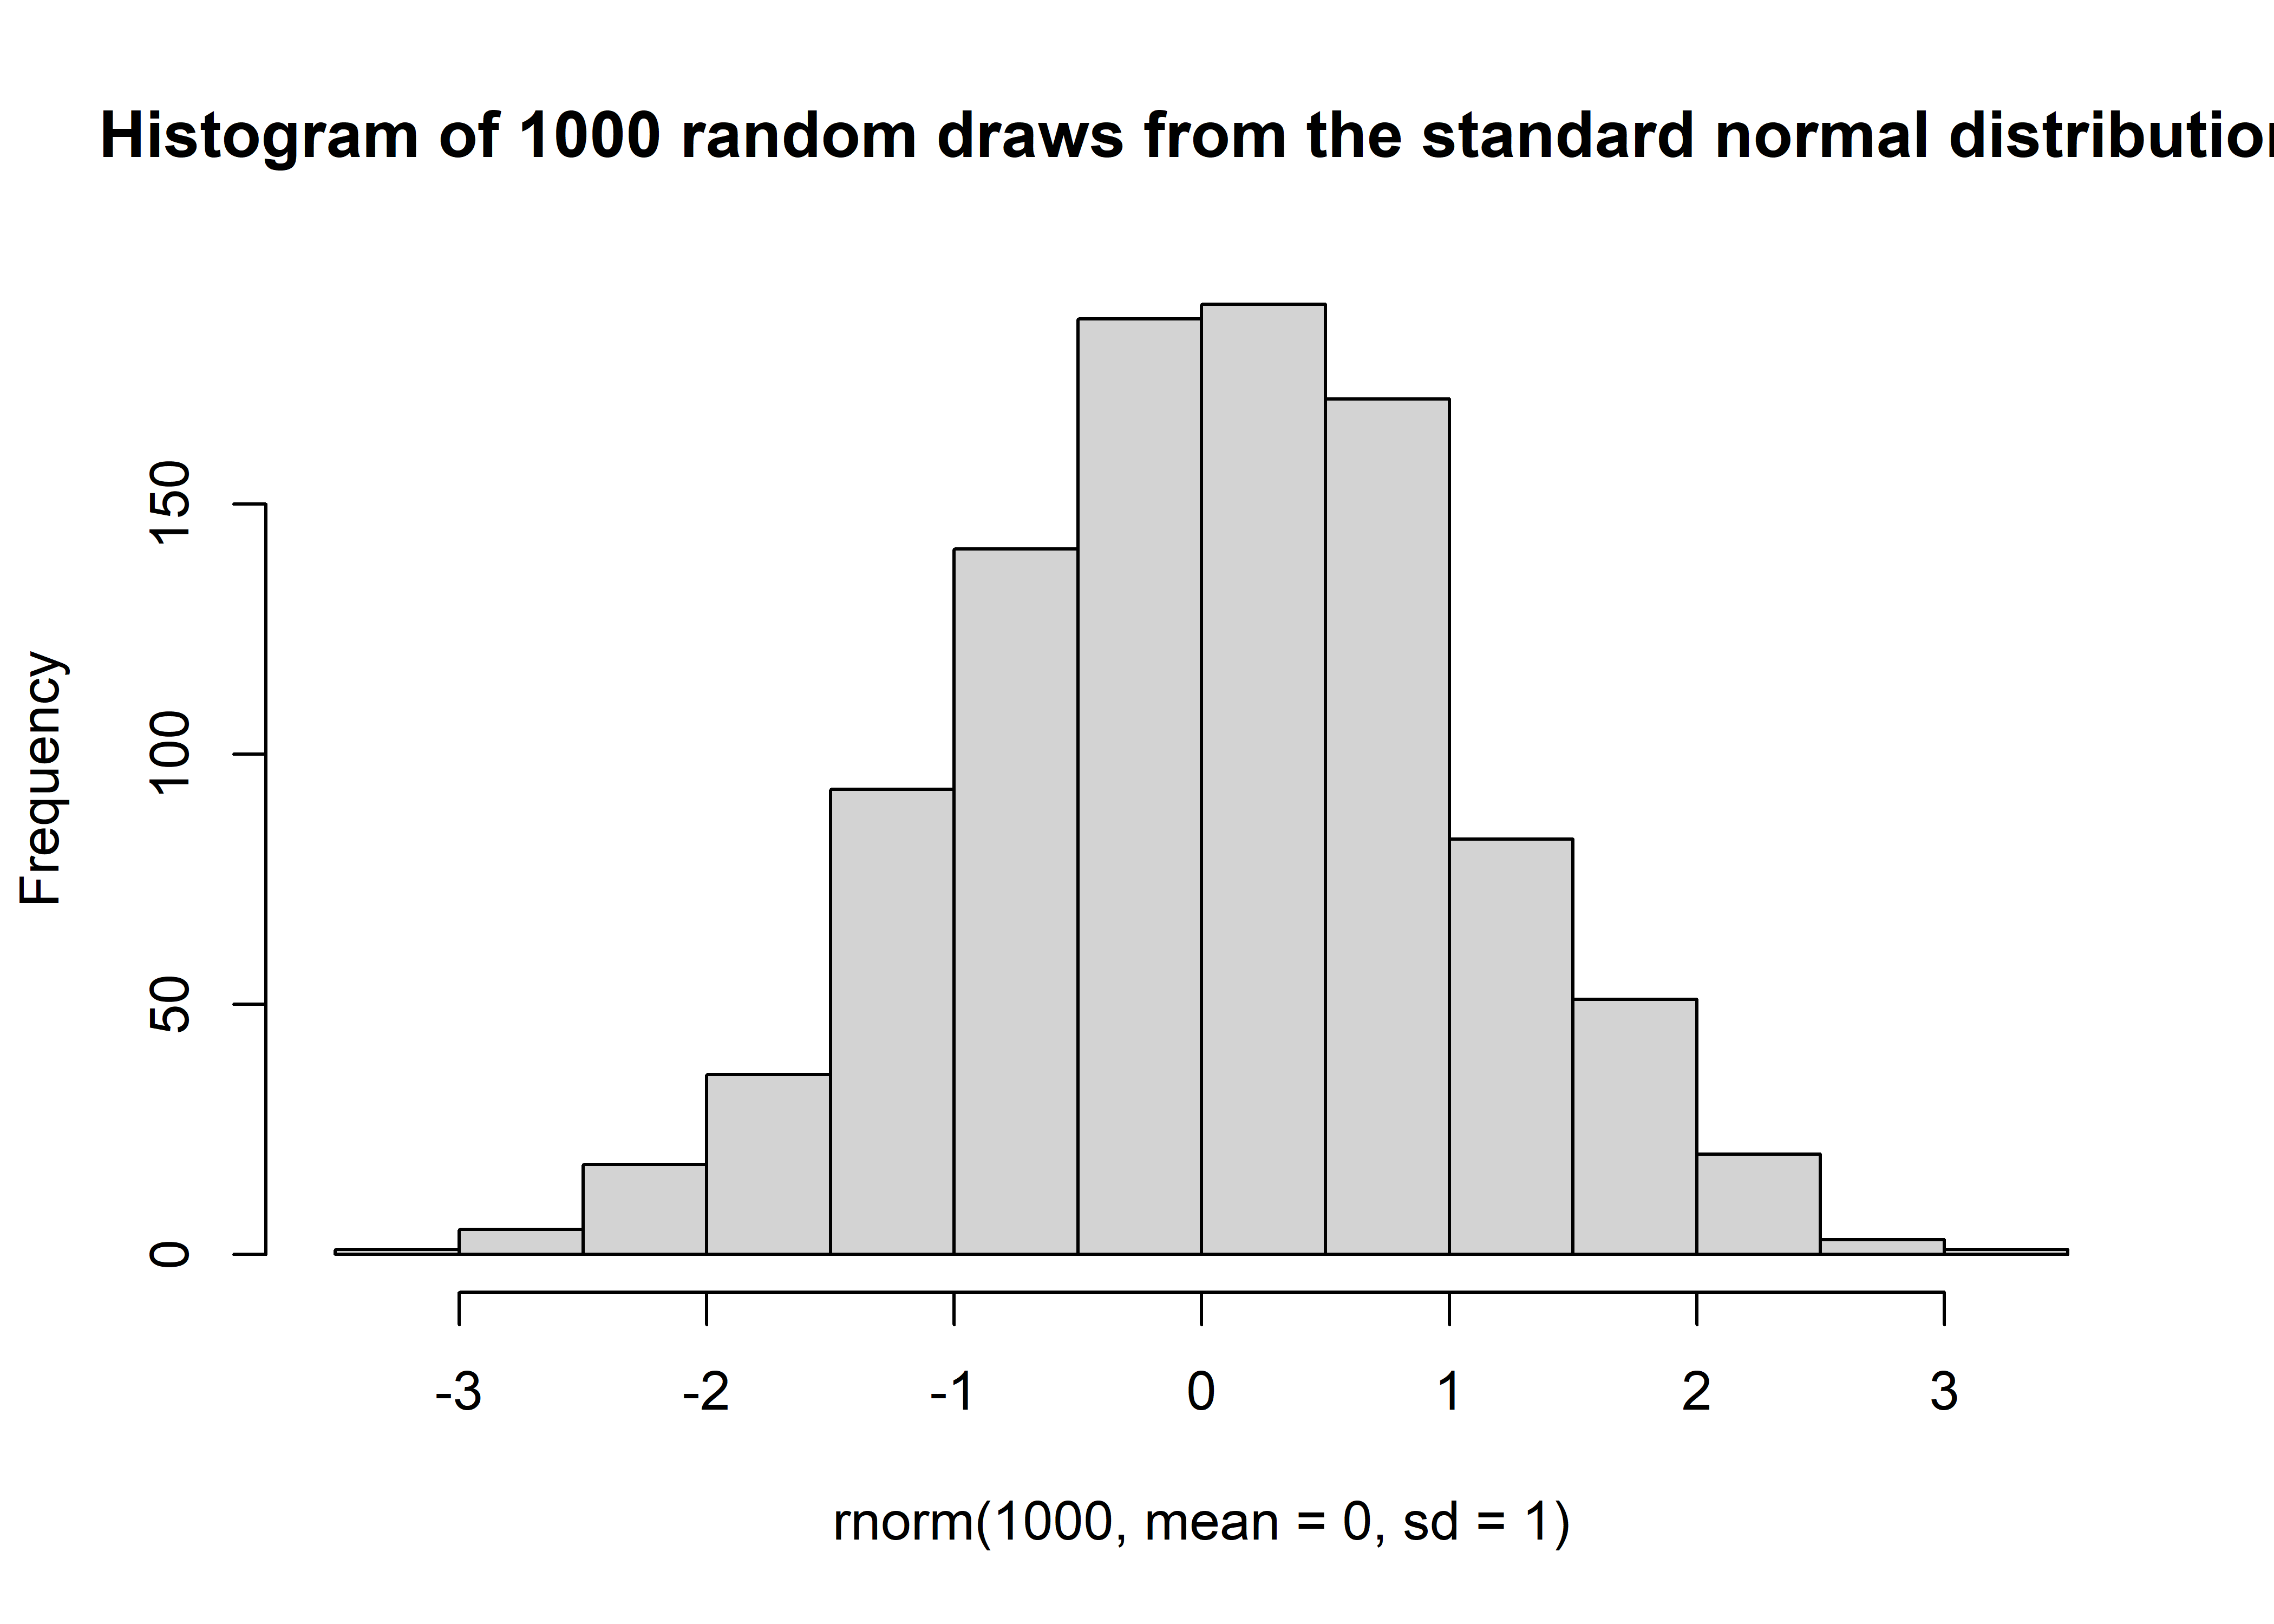 Histogram of 1000 random draws from the standard normal distribution
Frequency
150
100
50
0
-3 -2 -1 0 1 2 3
rnorm(1000, mean = 0, sd = 1)